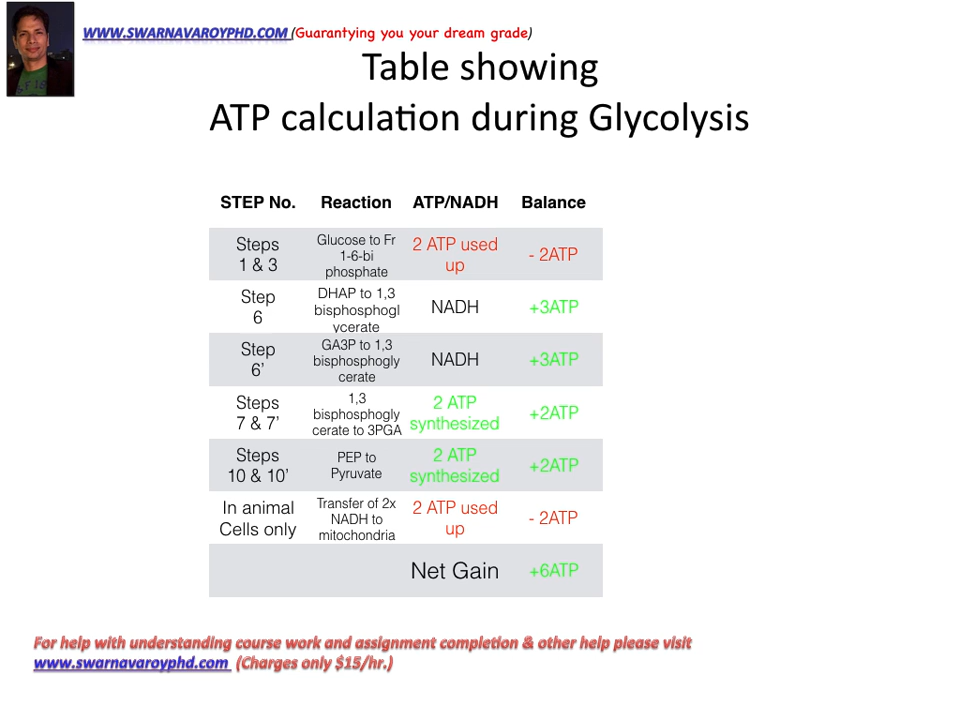 WWW.SWARNAVAROYPHD.COM (Guarantying you your dream grade)
Table showing
ATP calculation during Glycolysis
STEP No. Reaction ATP/NADH Balance
Steps
1 & 3
Glucose to Fr
1-6-bi
phosphate
2 ATP used
up
- 2ATP
Step
6
DHAP to 1,3
bisphosphogl
ycerate
NADH
+3ATP
Step
6’
GA3P to 1,3
bisphosphogly
cerate
NADH
+3ATP
Steps
7 & 7’
1,3
bisphosphogly
cerate to 3PGA
2 ATP
synthesized
+2ATP
Steps
10 & 10’
PEP to
Pyruvate
2 ATP
synthesized
+2ATP
In animal
Cells only
Transfer of 2x
NADH to
mitochondria
2 ATP used
up
- 2ATP
Net Gain
+6ATP
For help with understanding course work and assignment completion & other help please visit
www.swarnavaroyphd.com (Charges only $15/hr.)